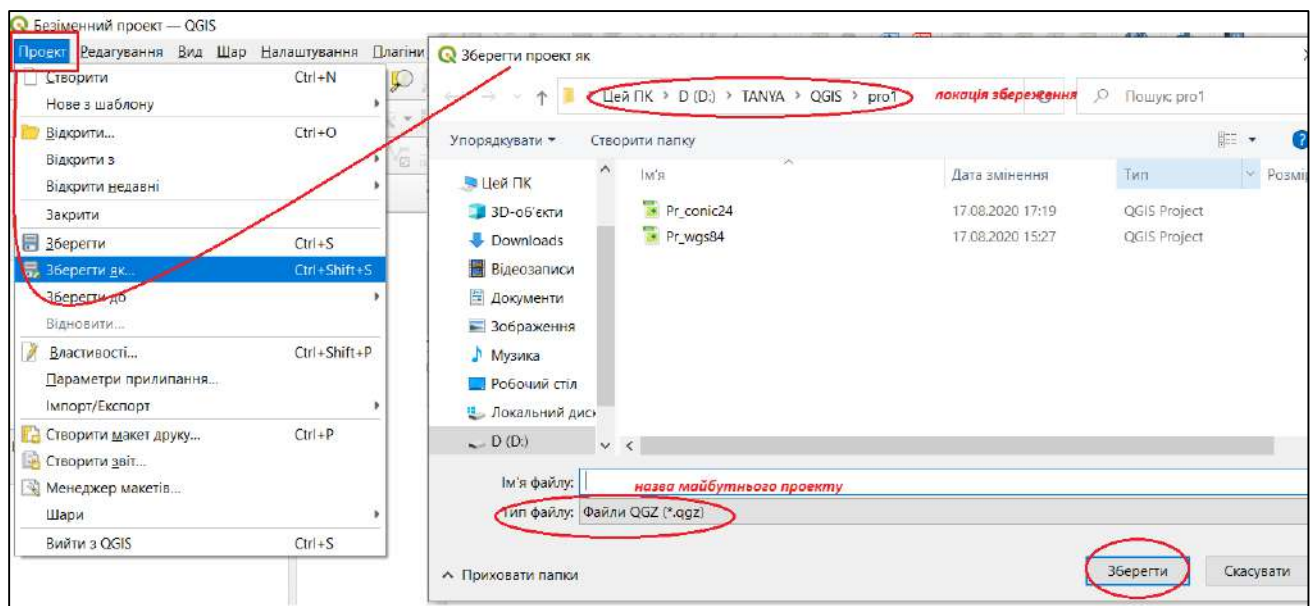 Безіменний проект — QGIS
Проект Редагування Вид Шар Налаштування Плагіни
Створити Ctrl+N
Нове з шаблону
Відкрити... Ctrl+O
Відкрити з
Відкрити недавні
Закрити
Зберегти Ctrl+S
Зберегти як... Ctrl+Shift+S
Зберегти до
Відновити...
Властивості... Ctrl+Shift+P
Параметри прилипання...
Імпорт/Експорт
Створити макет друку... Ctrl+P
Створити звіт...
Менеджер макетів...
Шари
Вийти з QGIS Ctrl+S
Зберегти проект як
Цей ПК > D (D:) > TANYA > QGIS > pro1 локація збереження Пошук: pro1
Упорядкувати Створити папку
Ім'я Дата змінення Тип Розмір
Pr_conic24 17.08.2020 17:19 QGIS Project
Pr_wgs84 17.08.2020 15:27 QGIS Project
Цей ПК
3D-об'єкти
Downloads
Відеозаписи
Документи
Зображення
Музика
Робочий стіл
Локальний диск
D (D:)
Ім'я файлу: назва майбутнього проекту
Тип файлу: Файли QGZ (*.qgz)
Приховати папки Зберегти Скасувати